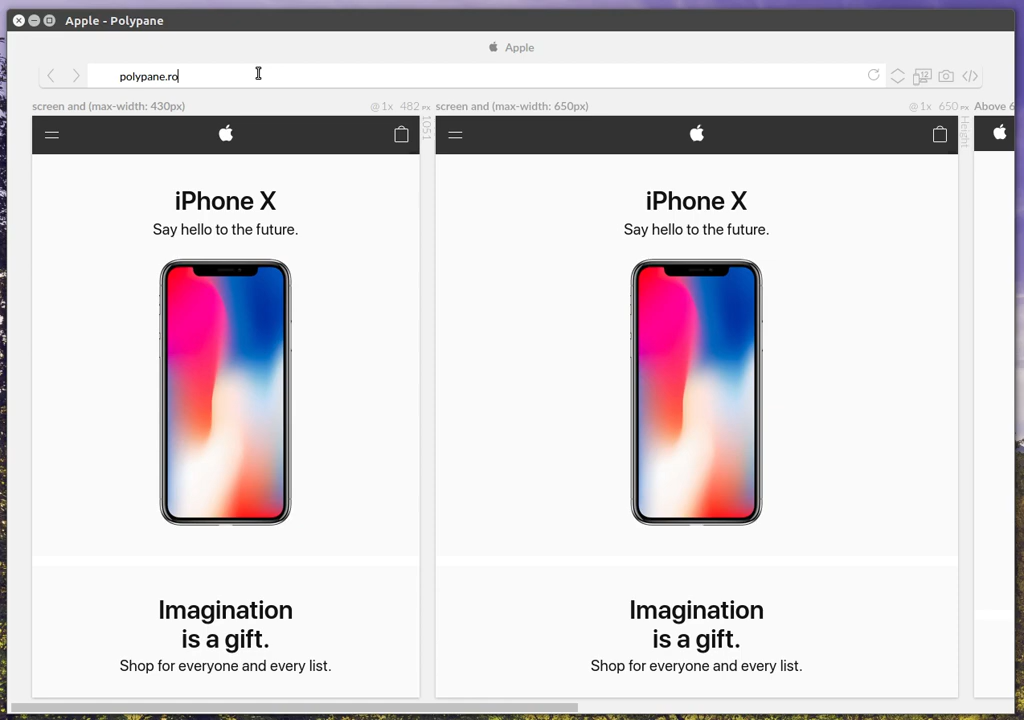 Apple - Polypane
Apple
polypane.ro
12
screen and (max-width: 430px) @1x 482 px
1051
screen and (max-width: 650px) @1x 650 px
Height
Above 6
iPhone X
Say hello to the future.
Imagination
is a gift.
Shop for everyone and every list.
iPhone X
Say hello to the future.
Imagination
is a gift.
Shop for everyone and every list.